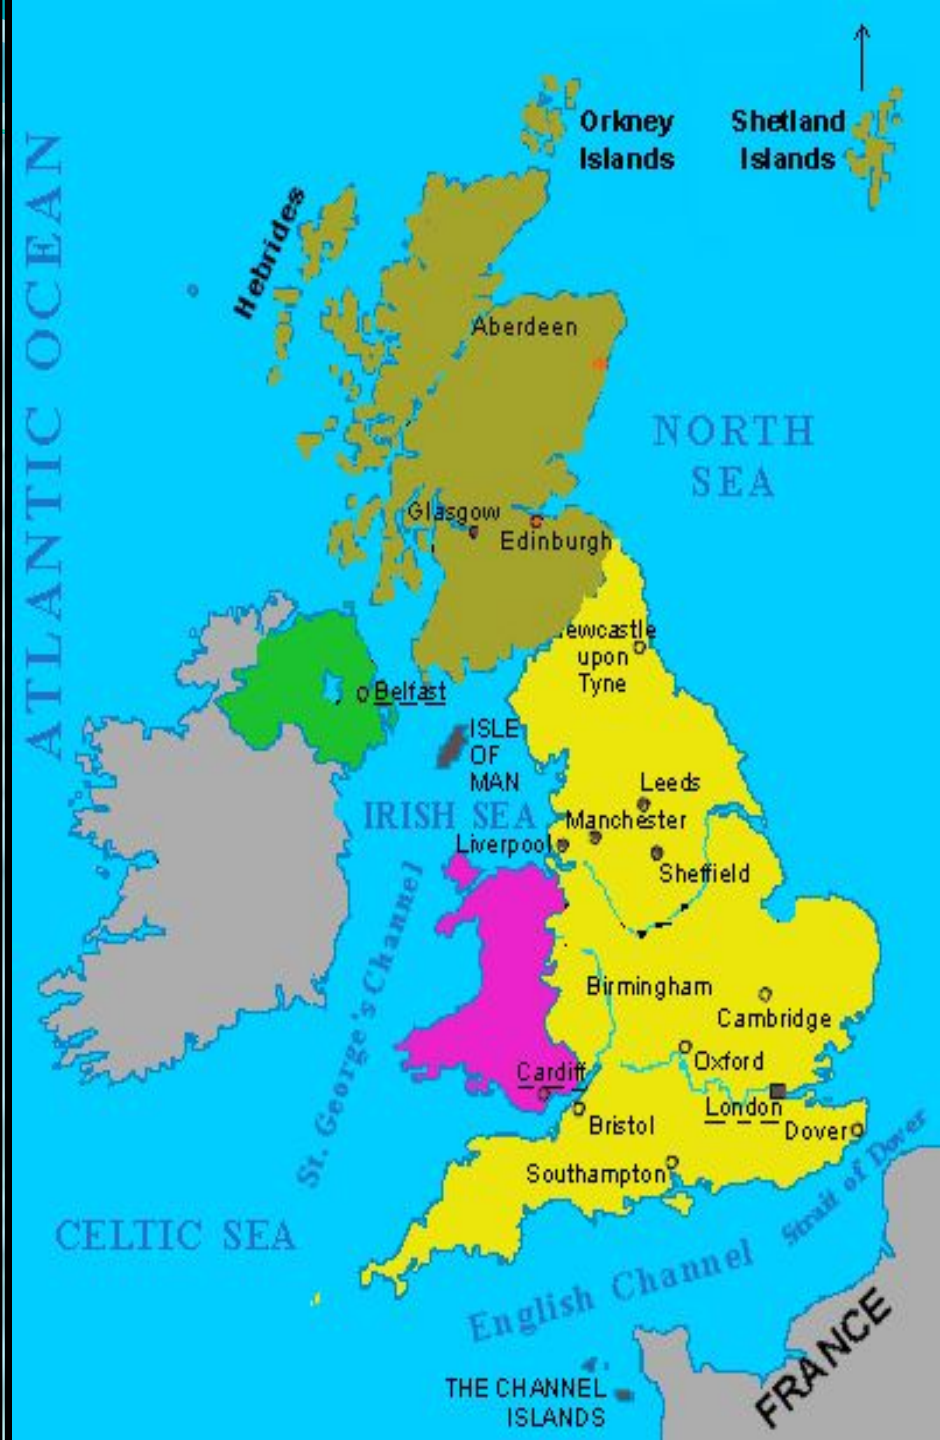 Orkney
Islands
Shetland
Islands
Hebrides
ATLANTIC OCEAN
Aberdeen
NORTH
SEA
Glasgow
Edinburgh
ewcastle
upon
Tyne
Belfast
ISLE
OF
MAN
IRISH SEA
Leeds
Manchester
Liverpool
Sheffield
St. George's Channel
Birmingham
Cambridge
Oxford
Cardiff
London
Bristol
Dover
Southampton
Strait of Dover
CELTIC SEA
English Channel
FRANCE
THE CHANNEL
ISLANDS